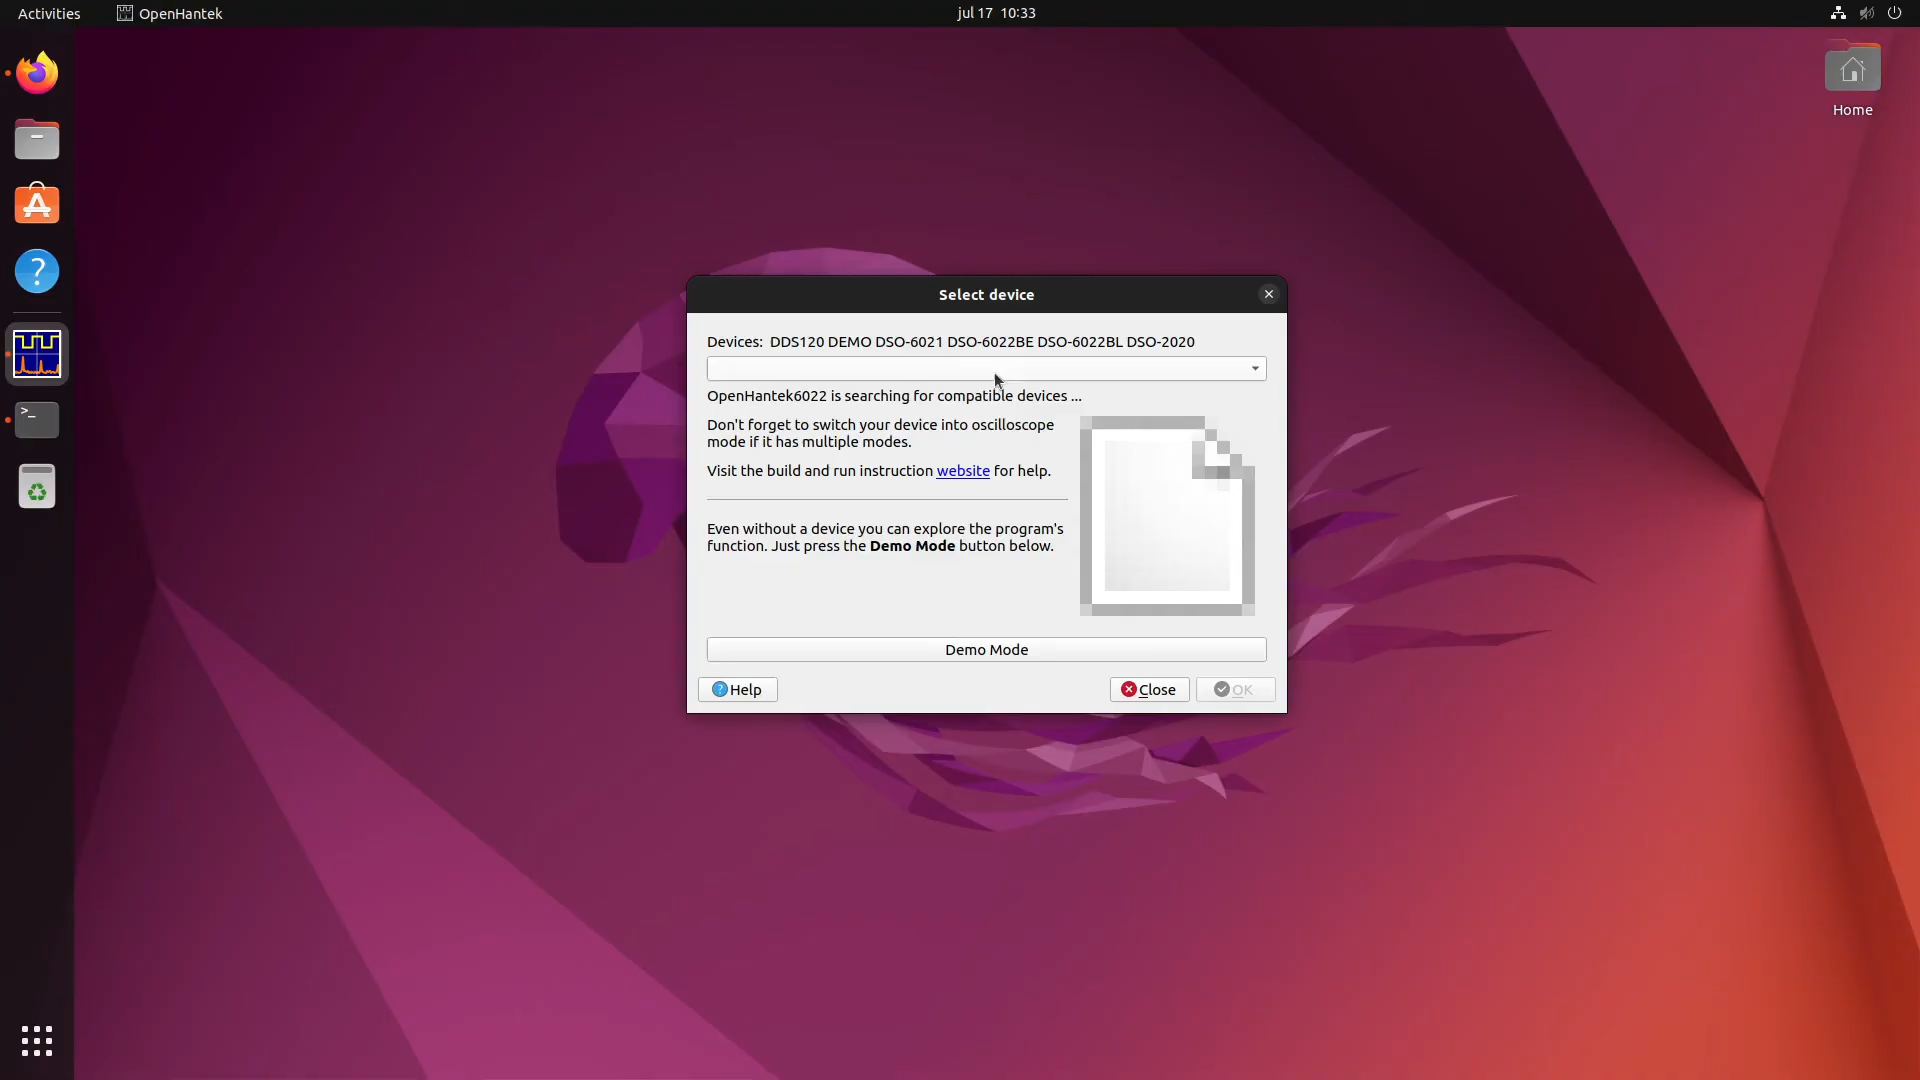 Activities
OpenHantek
jul 17 10:33
Home
Select device
Devices: DDS120 DEMO DSO-6021 DSO-6022BE DSO-6022BL DSO-2020
OpenHantek6022 is searching for compatible devices ...
Don't forget to switch your device into oscilloscope
mode if it has multiple modes.
Visit the build and run instruction website for help.
Even without a device you can explore the program's
function. Just press the Demo Mode button below.
Demo Mode
Help
Close
OK